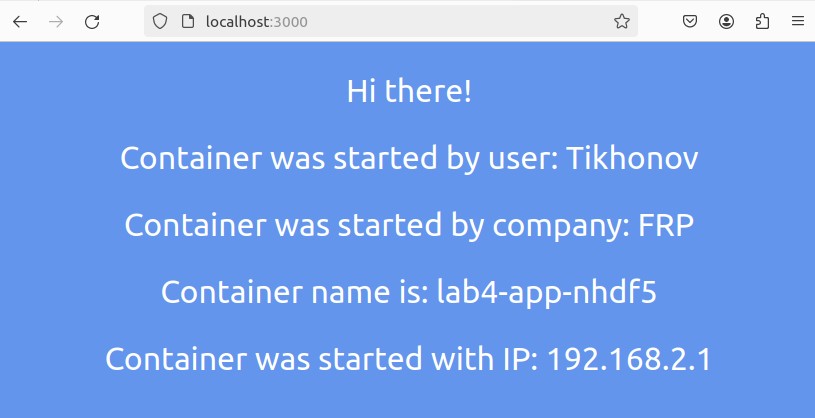 localhost:3000
Hi there!
Container was started by user: Tikhonov
Container was started by company: FRP
Container name is: lab4-app-nhdf5
Container was started with IP: 192.168.2.1